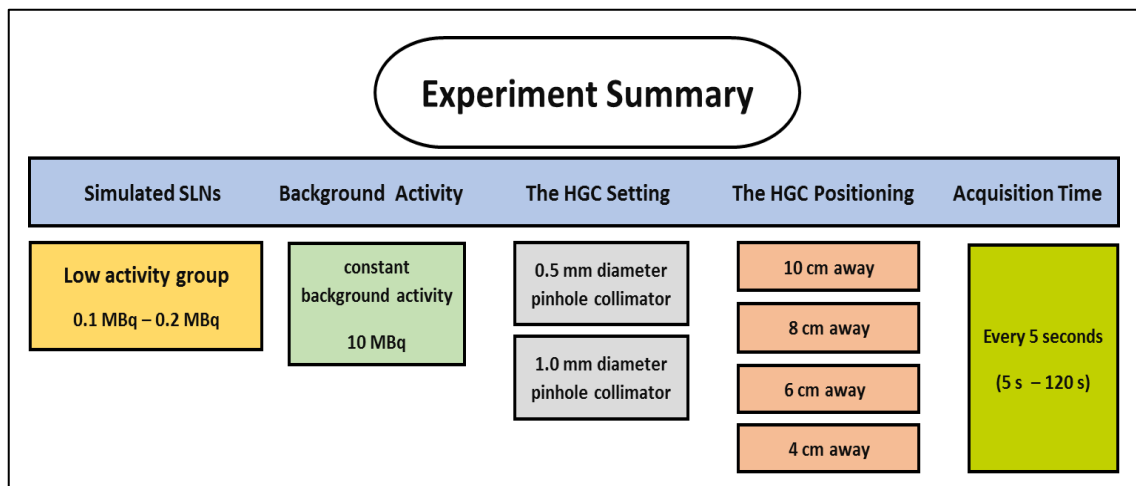 Experiment Summary
Simulated SLNs
Background Activity
The HGC Setting
The HGC Positioning
Acquisition Time
Low activity group
0.1 MBq – 0.2 MBq
constant
background activity
10 MBq
0.5 mm diameter
pinhole collimator
1.0 mm diameter
pinhole collimator
10 cm away
8 cm away
6 cm away
4 cm away
Every 5 seconds
(5 s – 120 s)